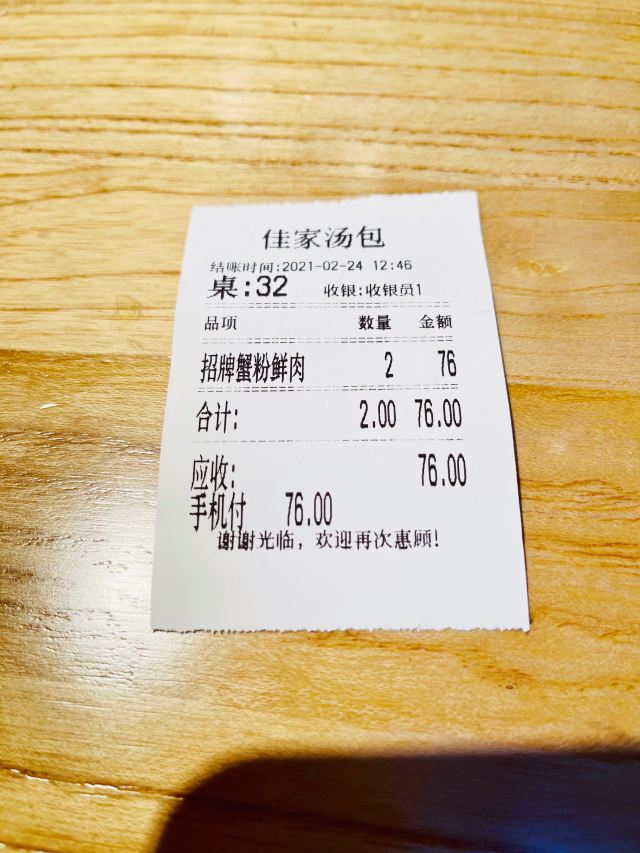 佳家汤包
结账时间:2021-02-24 12:46
桌:32 收银:收银员1
品项 数量 金额
招牌蟹粉鲜肉 2 76
合计: 2.00 76.00
应收: 76.00
手机付 76.00
谢谢光临，欢迎再次惠顾!